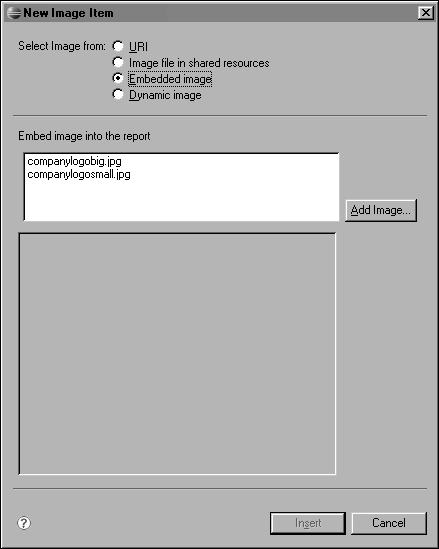 New Image Item
Select Image from:
URI
Image file in shared resources
Embedded image
Dynamic image
Embed image into the report
companylogobig.jpg
companylogosmall.jpg
Add Image...
?
Insert
Cancel